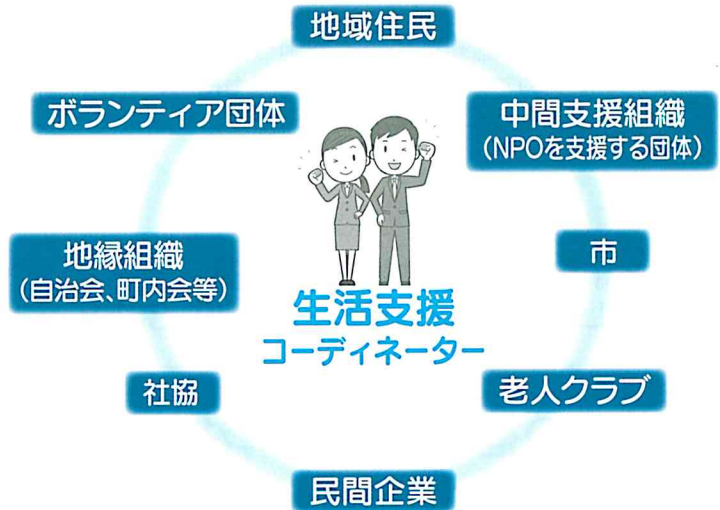 地域住民
ボランティア団体
中間支援組織
(NPOを支援する団体)
地縁組織
(自治会、町内会等)
市
生活支援
コーディネーター
社協
老人クラブ
民間企業